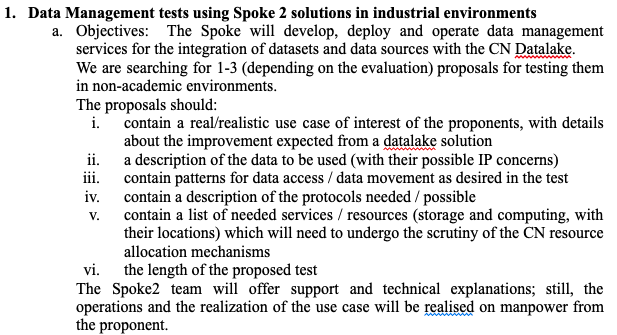 1. Data Management tests using Spoke 2 solutions in industrial environments
a. Objectives: The Spoke will develop, deploy and operate data management
services for the integration of datasets and data sources with the CN Datalake.
We are searching for 1-3 (depending on the evaluation) proposals for testing them
in non-academic environments.
The proposals should:
i. contain a real/realistic use case of interest of the proponents, with details
about the improvement expected from a datalake solution
ii. a description of the data to be used (with their possible IP concerns)
iii. contain patterns for data access / data movement as desired in the test
iv. contain a description of the protocols needed / possible
v. contain a list of needed services / resources (storage and computing, with
their locations) which will need to undergo the scrutiny of the CN resource
allocation mechanisms
vi. the length of the proposed test
The Spoke2 team will offer support and technical explanations; still, the
operations and the realization of the use case will be realised on manpower from
the proponent.